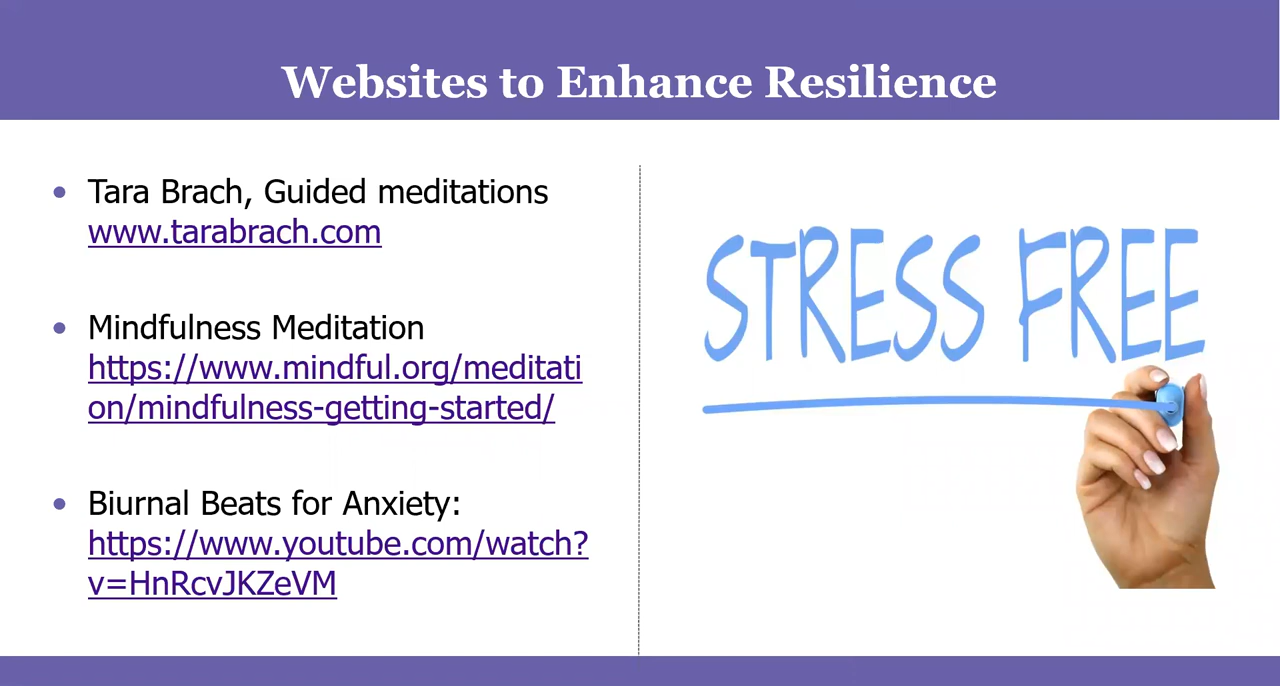 Websites to Enhance Resilience
Tara Brach, Guided meditations
www.tarabrach.com
Mindfulness Meditation
https://www.mindful.org/meditati
on/mindfulness-getting-started/
Biurnal Beats for Anxiety:
https://www.youtube.com/watch?
v=HnRcvJKZeVM
STRESS FREE